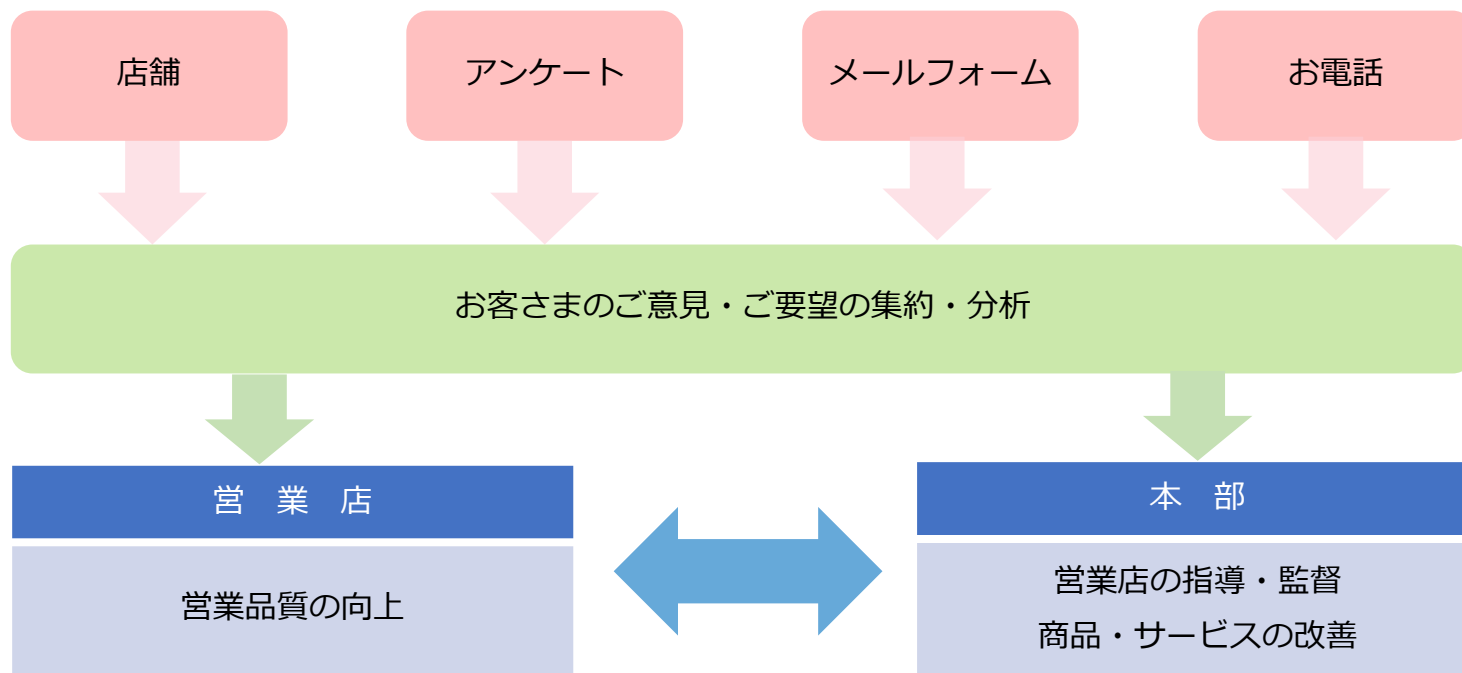 店舗
アンケート
メールフォーム
お電話
お客さまのご意見・ご要望の集約・分析
営　業　店
本　部
営業品質の向上
営業店の指導・監督
商品・サービスの改善